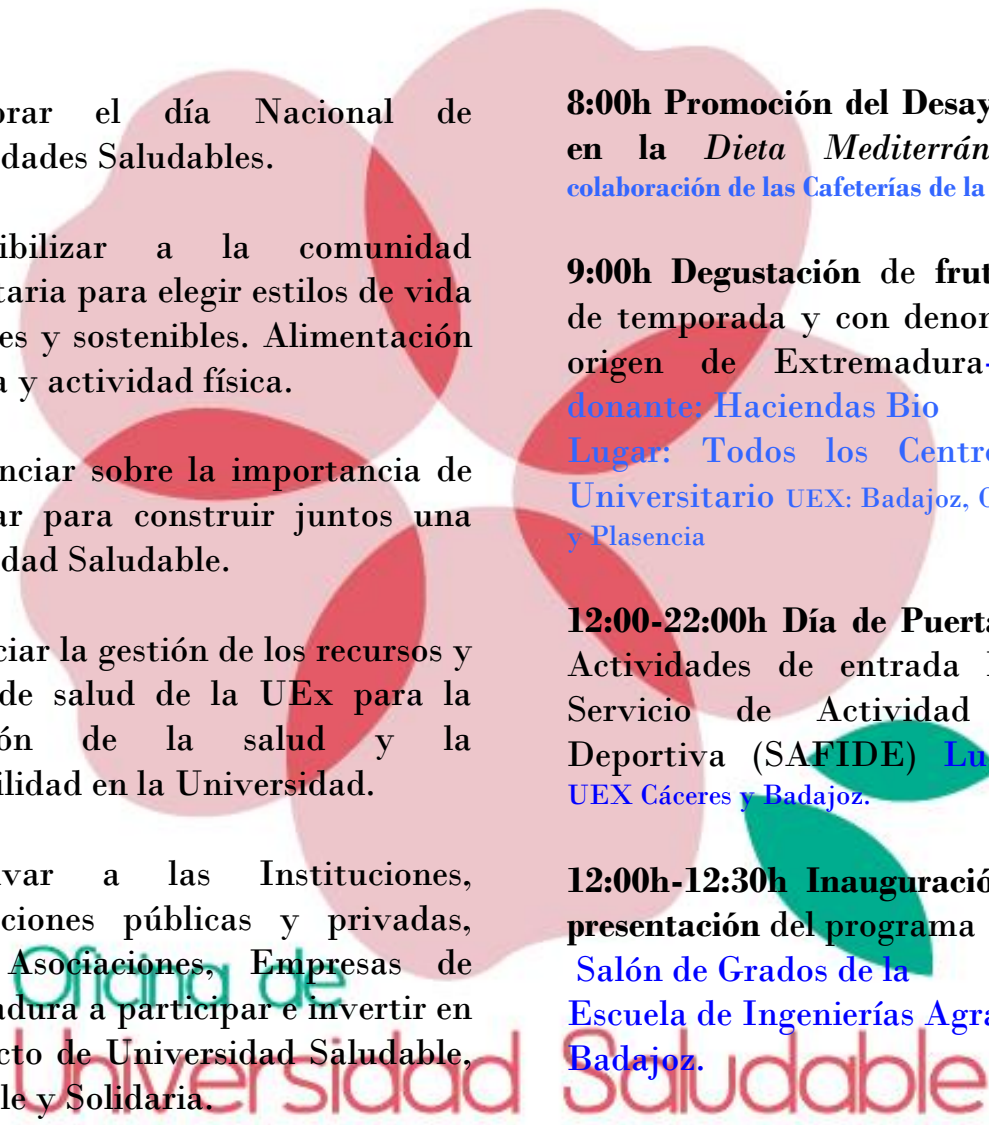 orar el día Nacional de
dades Saludables.
ibilizar a la comunidad
taria para elegir estilos de vida
es y sostenibles. Alimentación
a y actividad física.
nciar sobre la importancia de
ar para construir juntos una
dad Saludable.
ciar la gestión de los recursos y
de salud de la UEx para la
ón de la salud y la
ilidad en la Universidad.
var a las Instituciones,
ciones públicas y privadas,
Asociaciones, Empresas de
adura a participar e invertir en
cto de Universidad Saludable,
le y Solidaria.
8:00h Promoción del Desay
en la Dieta Mediterrán
colaboración de las Cafeterías de la
9:00h Degustación de frut
de temporada y con denor
origen de Extremadura-
donante: Haciendas Bio
Lugar: Todos los Centr
Universitario UEX: Badajoz, C
y Plasencia
12:00-22:00h Día de Puerta
Actividades de entrada l
Servicio de Actividad
Deportiva (SAFIDE) Lu
UEX Cáceres y Badajoz.
12:00h-12:30h Inauguració
presentación del programa
Salón de Grados de la
Escuela de Ingenierías Agra
Badajoz.
Oficina de
Universidad Saludable